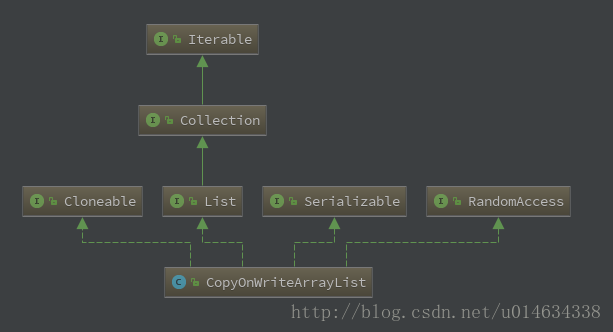 I Iterable
I Collection
I Cloneable
I List
I Serializable
I RandomAccess
C CopyOnWriteArrayList
http://blog.csdn.net/u014634338